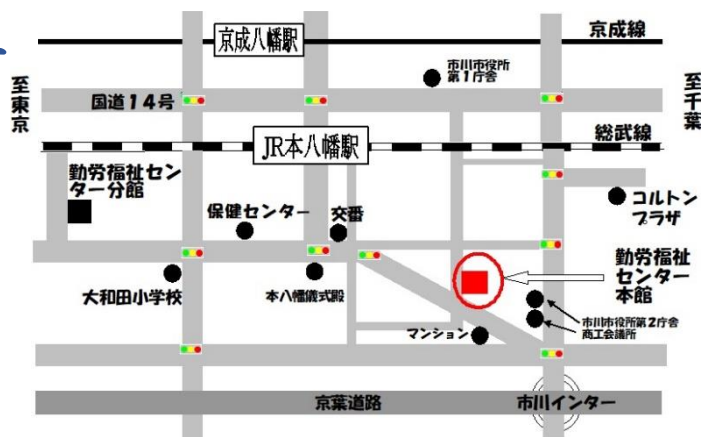 京成線
京成八幡駅
市川市役所
第1庁舎
至東京
至千葉
国道14号
総武線
JR本八幡駅
勤労福祉セン
ター分館
保健センター
交番
コルトン
プラザ
勤労福祉
センター
本館
大和田小学校
本八幡儀式殿
市川市役所第2庁舎
商工会議所
マンション
京葉道路
市川インター